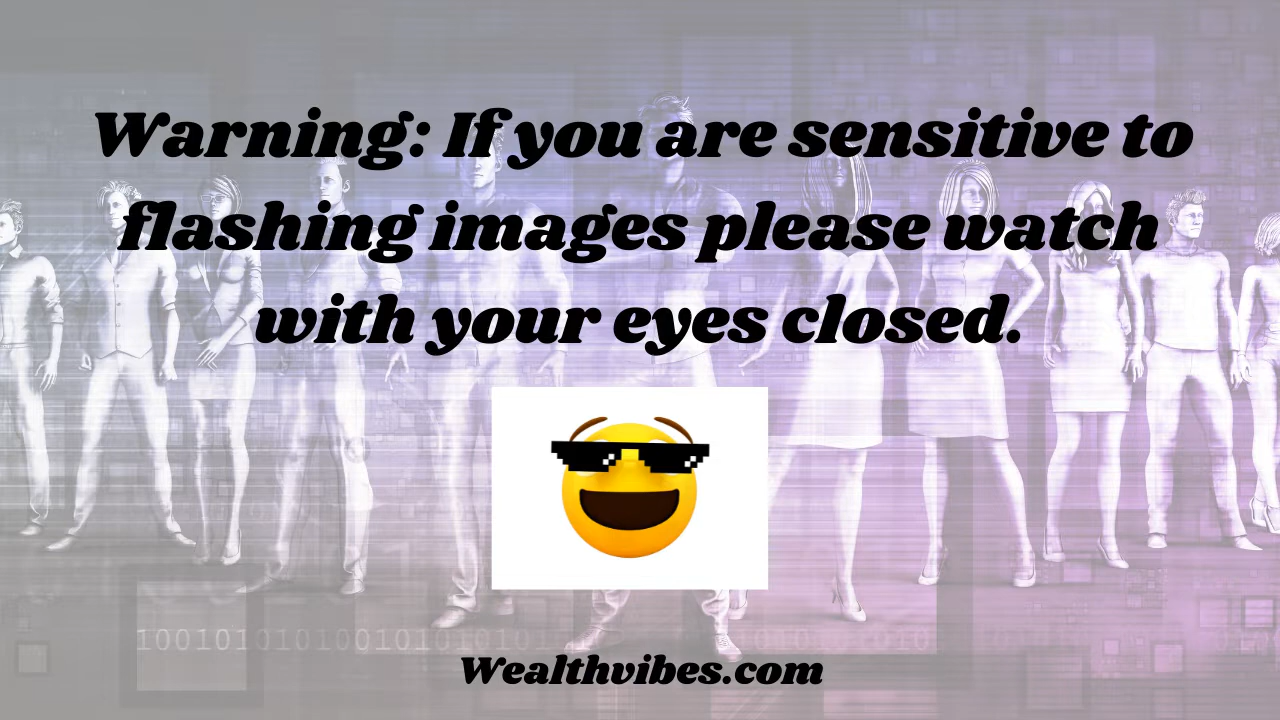 Warning: If you are sensitive to
flashing images please watch
with your eyes closed.
Wealthvibes.com